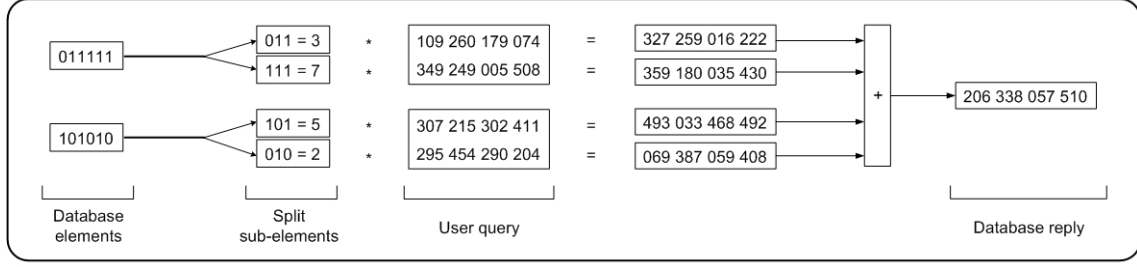 011 = 3 * 109 260 179 074 = 327 259 016 222
011111
111 = 7 * 349 249 005 508 = 359 180 035 430
+ 206 338 057 510
101 = 5 * 307 215 302 411 = 493 033 468 492
101010
010 = 2 * 295 454 290 204 = 069 387 059 408
Database
elements
Split
sub-elements
User query
Database reply